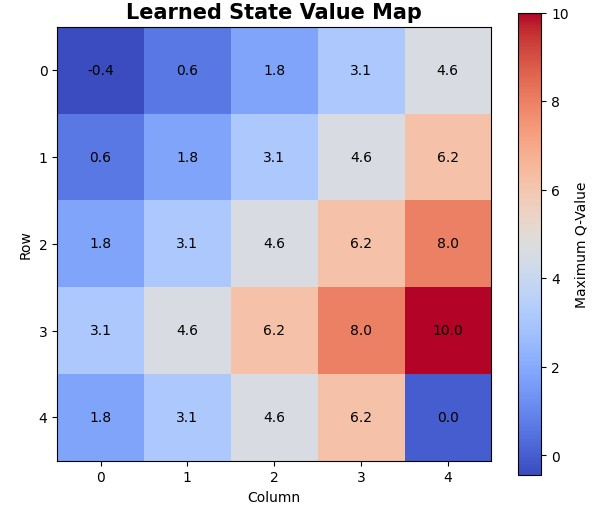 Learned State Value Map
10
0 -0.4 0.6 1.8 3.1 4.6
8
1 0.6 1.8 3.1 4.6 6.2
6
Row
2 1.8 3.1 4.6 6.2 8.0
Maximum Q-Value
4
3 3.1 4.6 6.2 8.0 10.0
2
4 1.8 3.1 4.6 6.2 0.0
0
0 1 2 3 4
Column